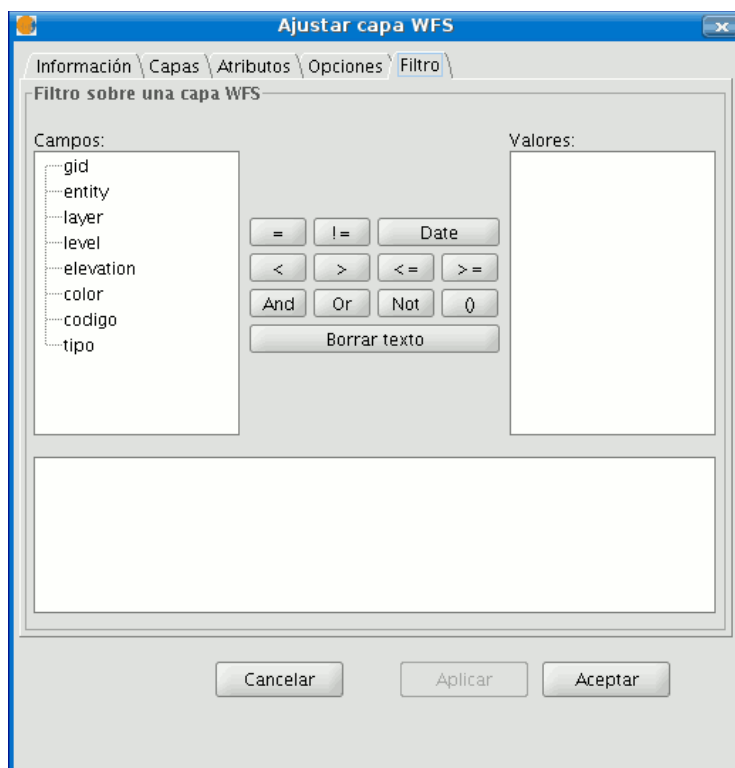 Ajustar capa WFS
Información Capas Atributos Opciones Filtro
Filtro sobre una capa WFS
Campos: Valores:
gid
entity
layer
level
elevation
color
codigo
tipo
= != Date
< > <= >=
And Or Not ()
Borrar texto
Cancelar Aplicar Aceptar